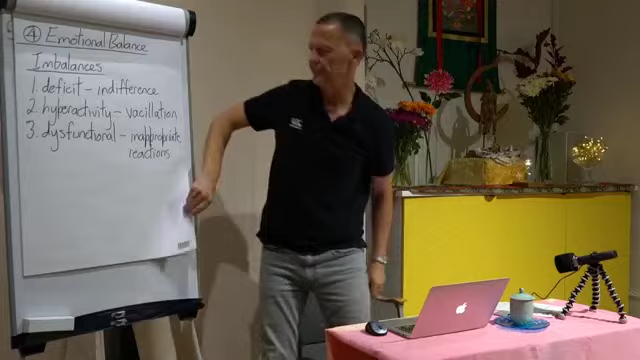 ④ Emotional Balance
Imbalances
1. deficit – indifference
2. hyperactivity – vacillation
3. dysfunctional – inappropriate
reactions